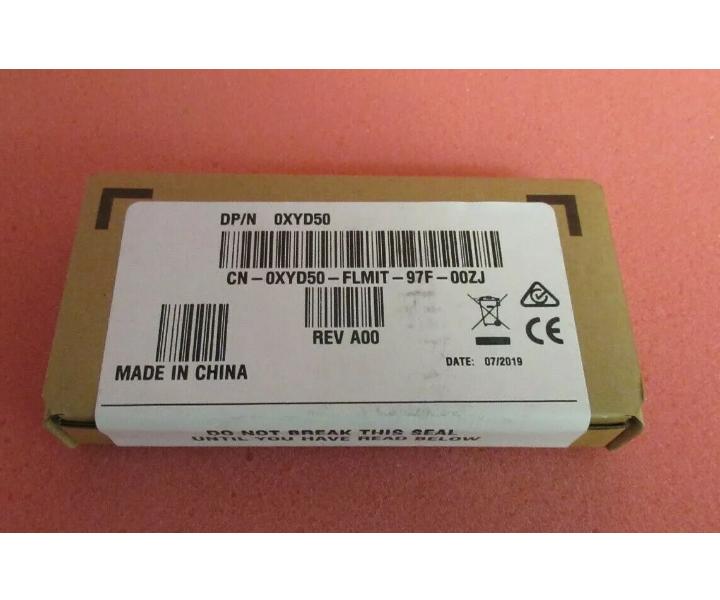 DP/N 0XYD50
CN-0XYD50-FLMIT-97F-00ZJ
REV A00
MADE IN CHINA
CE
DATE: 07/2019
DO NOT BREAK THIS SEAL
UNTIL YOU HAVE READ BELOW